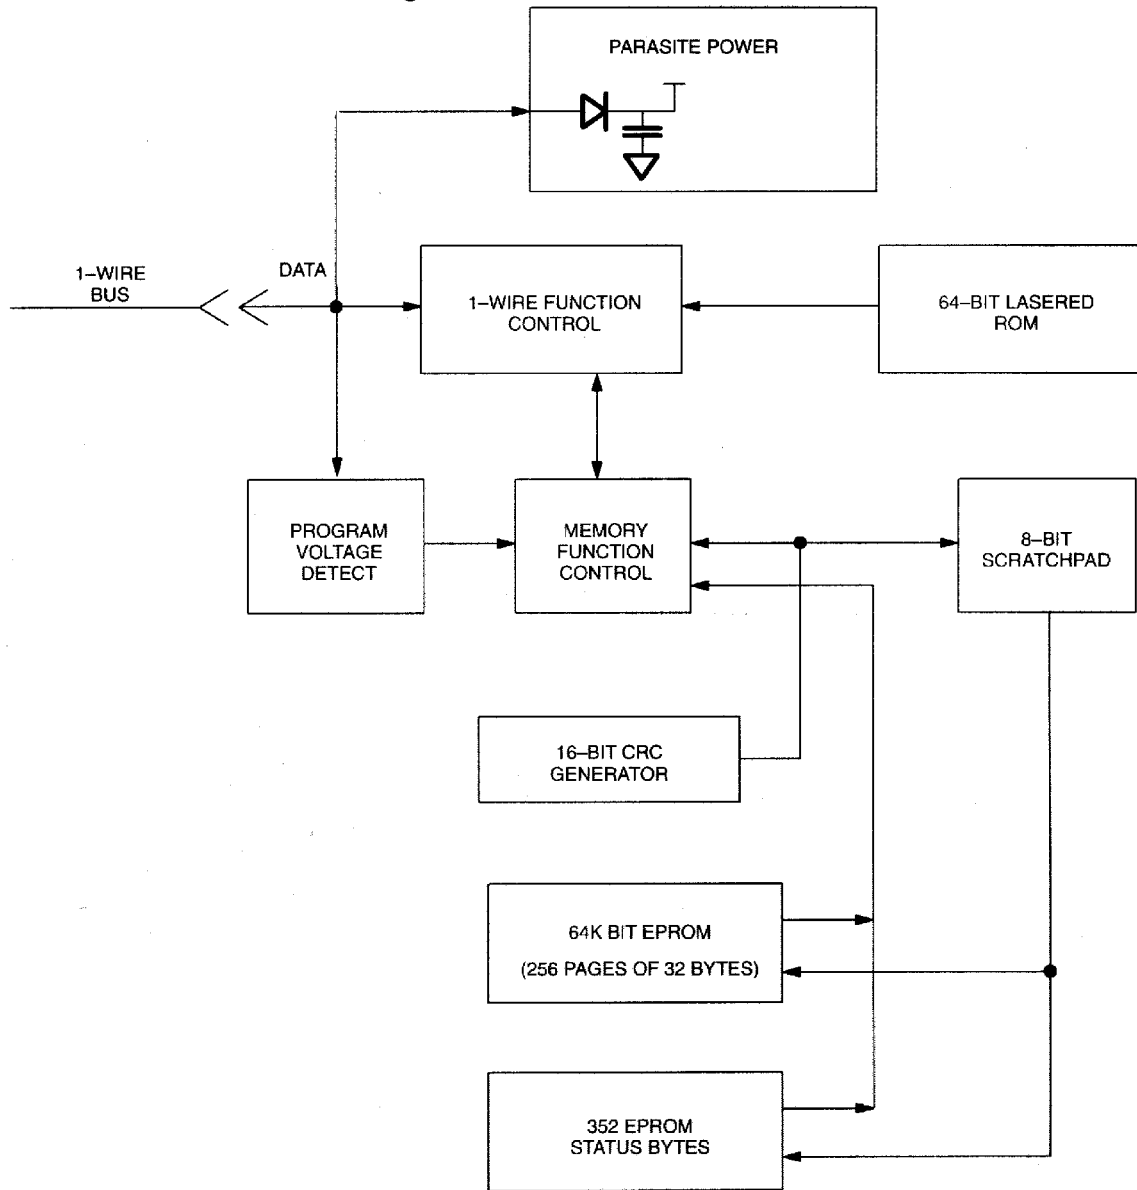 PARASITE POWER
1–WIRE
BUS
DATA
1–WIRE FUNCTION
CONTROL
64–BIT LASERED
ROM
PROGRAM
VOLTAGE
DETECT
MEMORY
FUNCTION
CONTROL
8–BIT
SCRATCHPAD
16–BIT CRC
GENERATOR
64K BIT EPROM
(256 PAGES OF 32 BYTES)
352 EPROM
STATUS BYTES